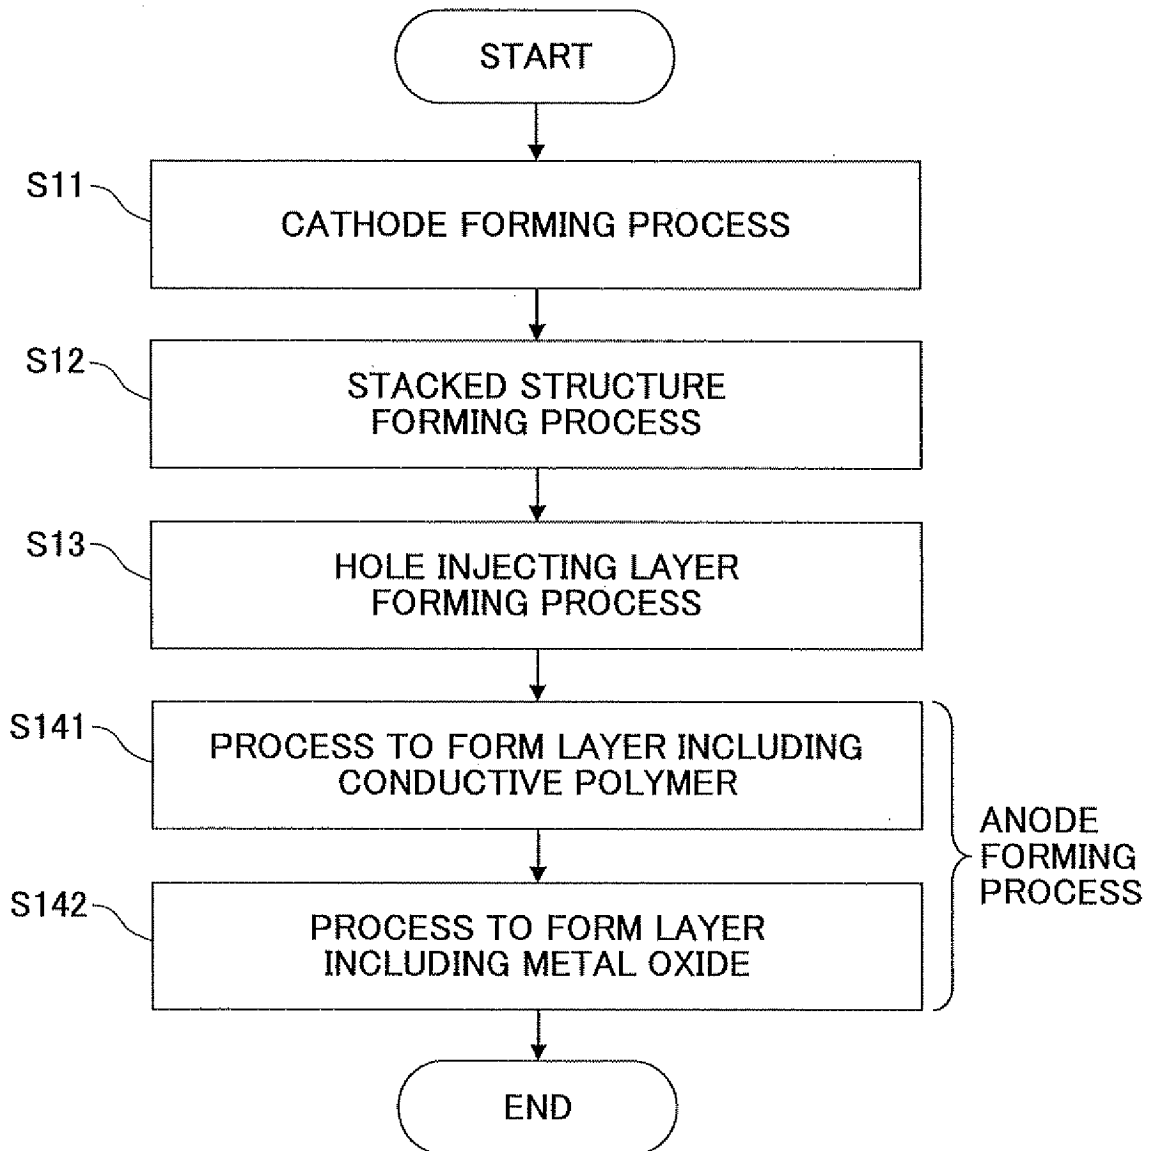 START
S11
CATHODE FORMING PROCESS
S12
STACKED STRUCTURE
FORMING PROCESS
S13
HOLE INJECTING LAYER
FORMING PROCESS
S141
PROCESS TO FORM LAYER INCLUDING
CONDUCTIVE POLYMER
ANODE
FORMING
PROCESS
S142
PROCESS TO FORM LAYER
INCLUDING METAL OXIDE
END